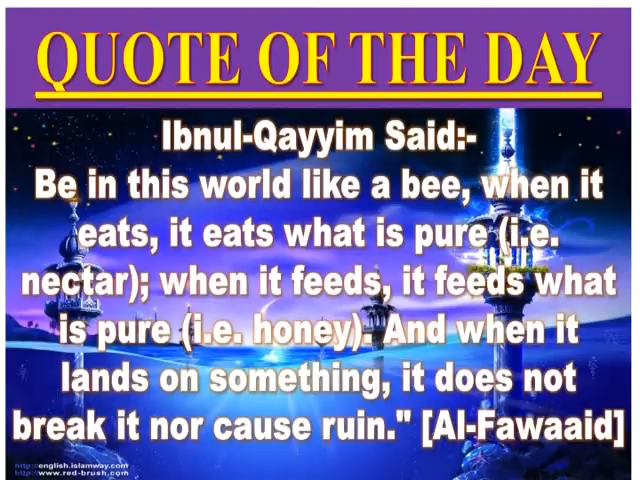 QUOTE OF THE DAY
Ibnul-Qayyim Said:-
Be in this world like a bee, when it
eats, it eats what is pure (i.e.
nectar); when it feeds, it feeds what
is pure (i.e. honey). And when it
lands on something, it does not
break it nor cause ruin." [Al-Fawaaid]
http://english.islamway.com
http://www.red-brush.com